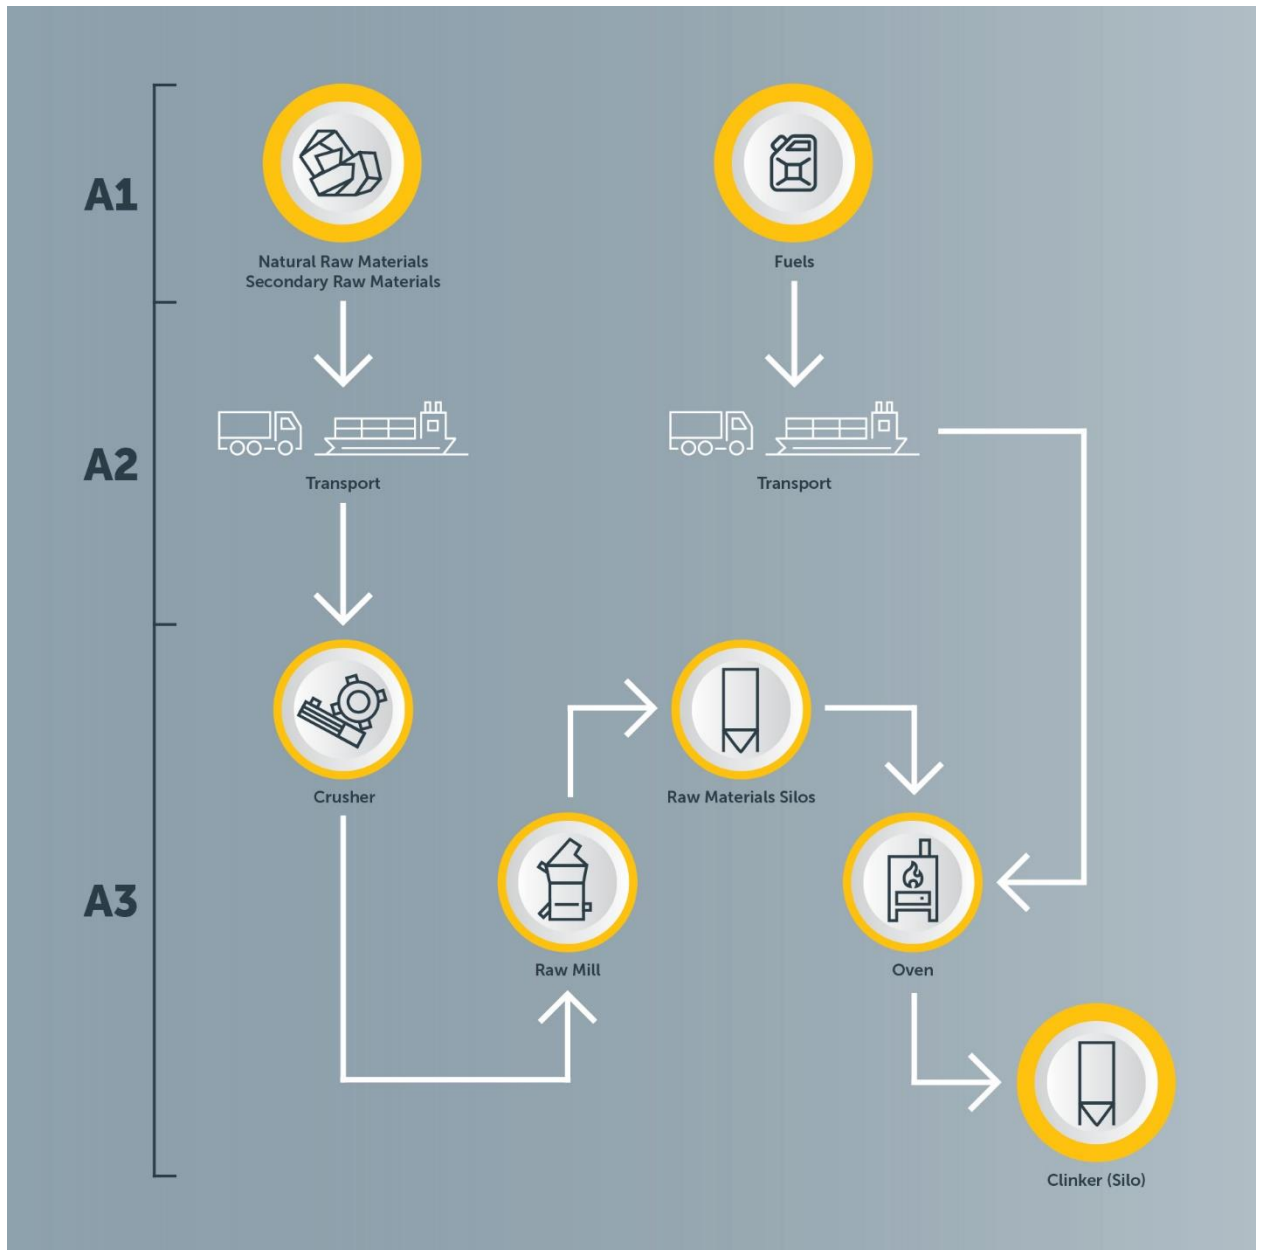 A1
Natural Raw Materials
Secondary Raw Materials
Fuels
A2
Transport
Transport
Crusher
Raw Materials Silos
A3
Raw Mill
Oven
Clinker (Silo)